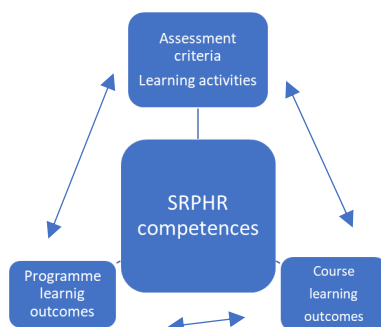 Assessment
criteria
Learning activities
SRPHR
competences
Programme
learnig
outcomes
Course
learning
outcomes